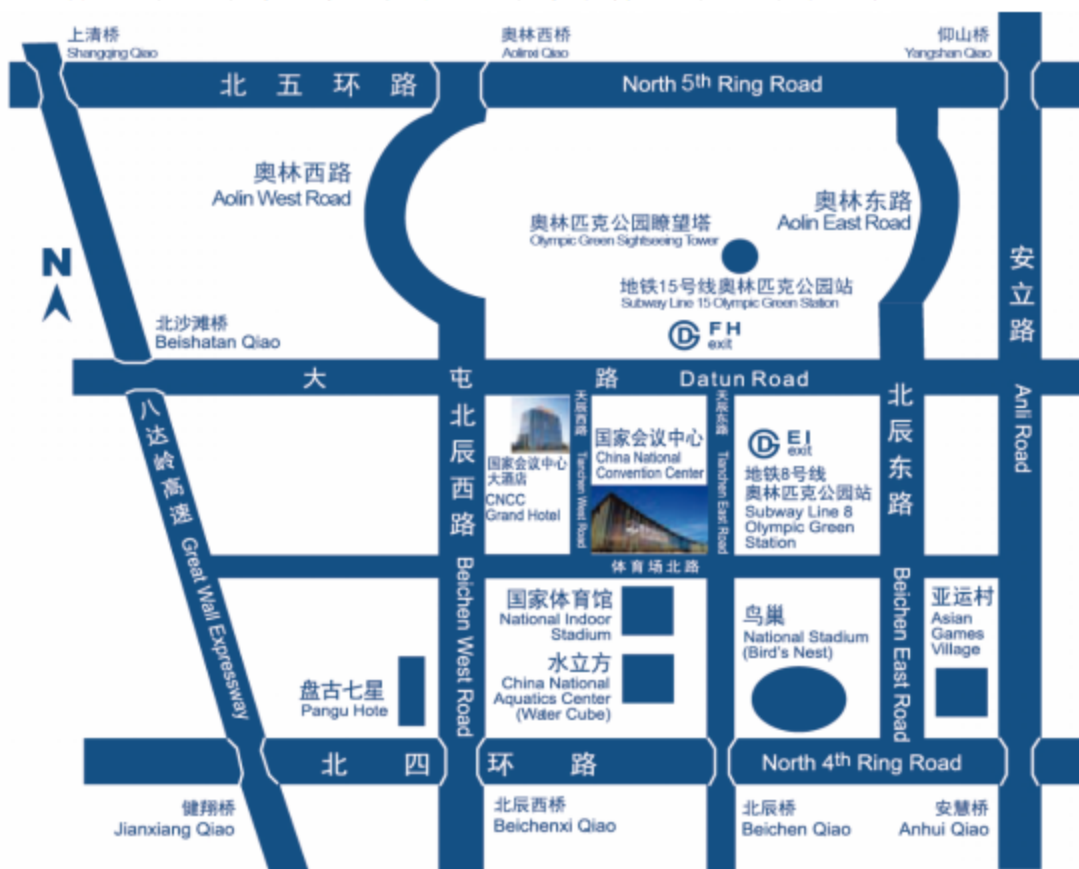 上清桥
Shangqing Qiao
奥林西桥
Aolinxi Qiao
仰山桥
Yangshan Qiao
北五环路
North 5th Ring Road
奥林西路
Aolin West Road
奥林东路
Aolin East Road
奥林匹克公园瞭望塔
Olympic Green Sightseeing Tower
安立路
Anli Road
N
地铁15号线奥林匹克公园站
Subway Line 15 Olympic Green Station
F H
exit
北沙滩桥
Beishatan Qiao
大屯路
Datun Road
八达岭高速
Great Wall Expressway
北辰西路
Beichen West Road
国家会议中心
大酒店
CNCC
Grand Hotel
天辰西路
Tianchen West Road
国家会议中心
China National
Convention Center
天辰东路
Tianchen East Road
E I
exit
地铁8号线
奥林匹克公园站
Subway Line 8
Olympic Green
Station
北辰东路
Beichen East Road
体育场北路
国家体育馆
National Indoor
Stadium
鸟巢
National Stadium
(Bird's Nest)
亚运村
Asian
Games
Village
盘古七星
Pangu Hote
水立方
China National
Aquatics Center
(Water Cube)
北四环路
North 4th Ring Road
健翔桥
Jianxiang Qiao
北辰西桥
Beichenxi Qiao
北辰桥
Beichen Qiao
安慧桥
Anhui Qiao